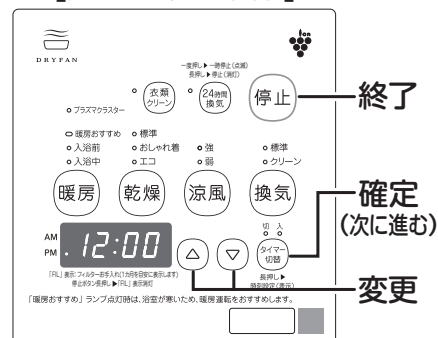 DRYFAN
ion
一度押し▶一時停止(点滅)
長押し▶停止(消灯)
衣類
クリーン
24時間
換気
停止
終了
プラズマクラスター
暖房おすすめ
入浴前
入浴中
標準
おしゃれ着
エコ
強
弱
標準
クリーン
暖房
乾燥
涼風
換気
確定
(次に進む)
切 入
タイマー
切替
AM
PM
12:00
長押し▶
時刻設定(表示)
変更
「FIL」表示:フィルターお手入れ(1カ月を目安に表示します)
停止ボタン長押し▶「FIL」表示消灯
「暖房おすすめ」ランプ点灯時は、浴室が寒いため、暖房運転をおすすめします。